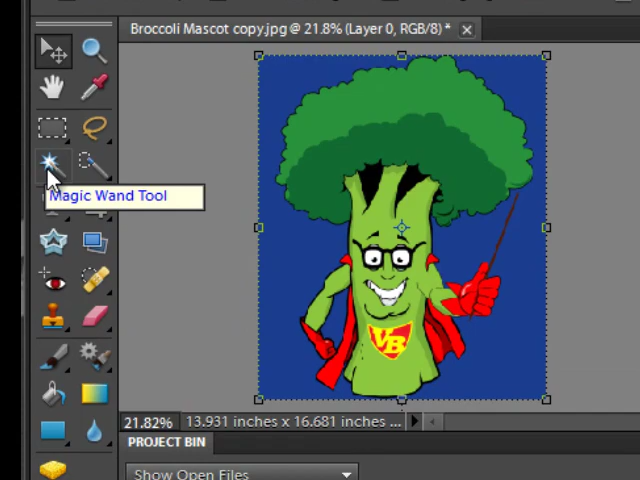 Broccoli Mascot copy.jpg @ 21.8% (Layer 0, RGB/8) *
Magic Wand Tool
VB
21.82%
13.931 inches x 16.681 inches ...
PROJECT BIN
Show Open Files